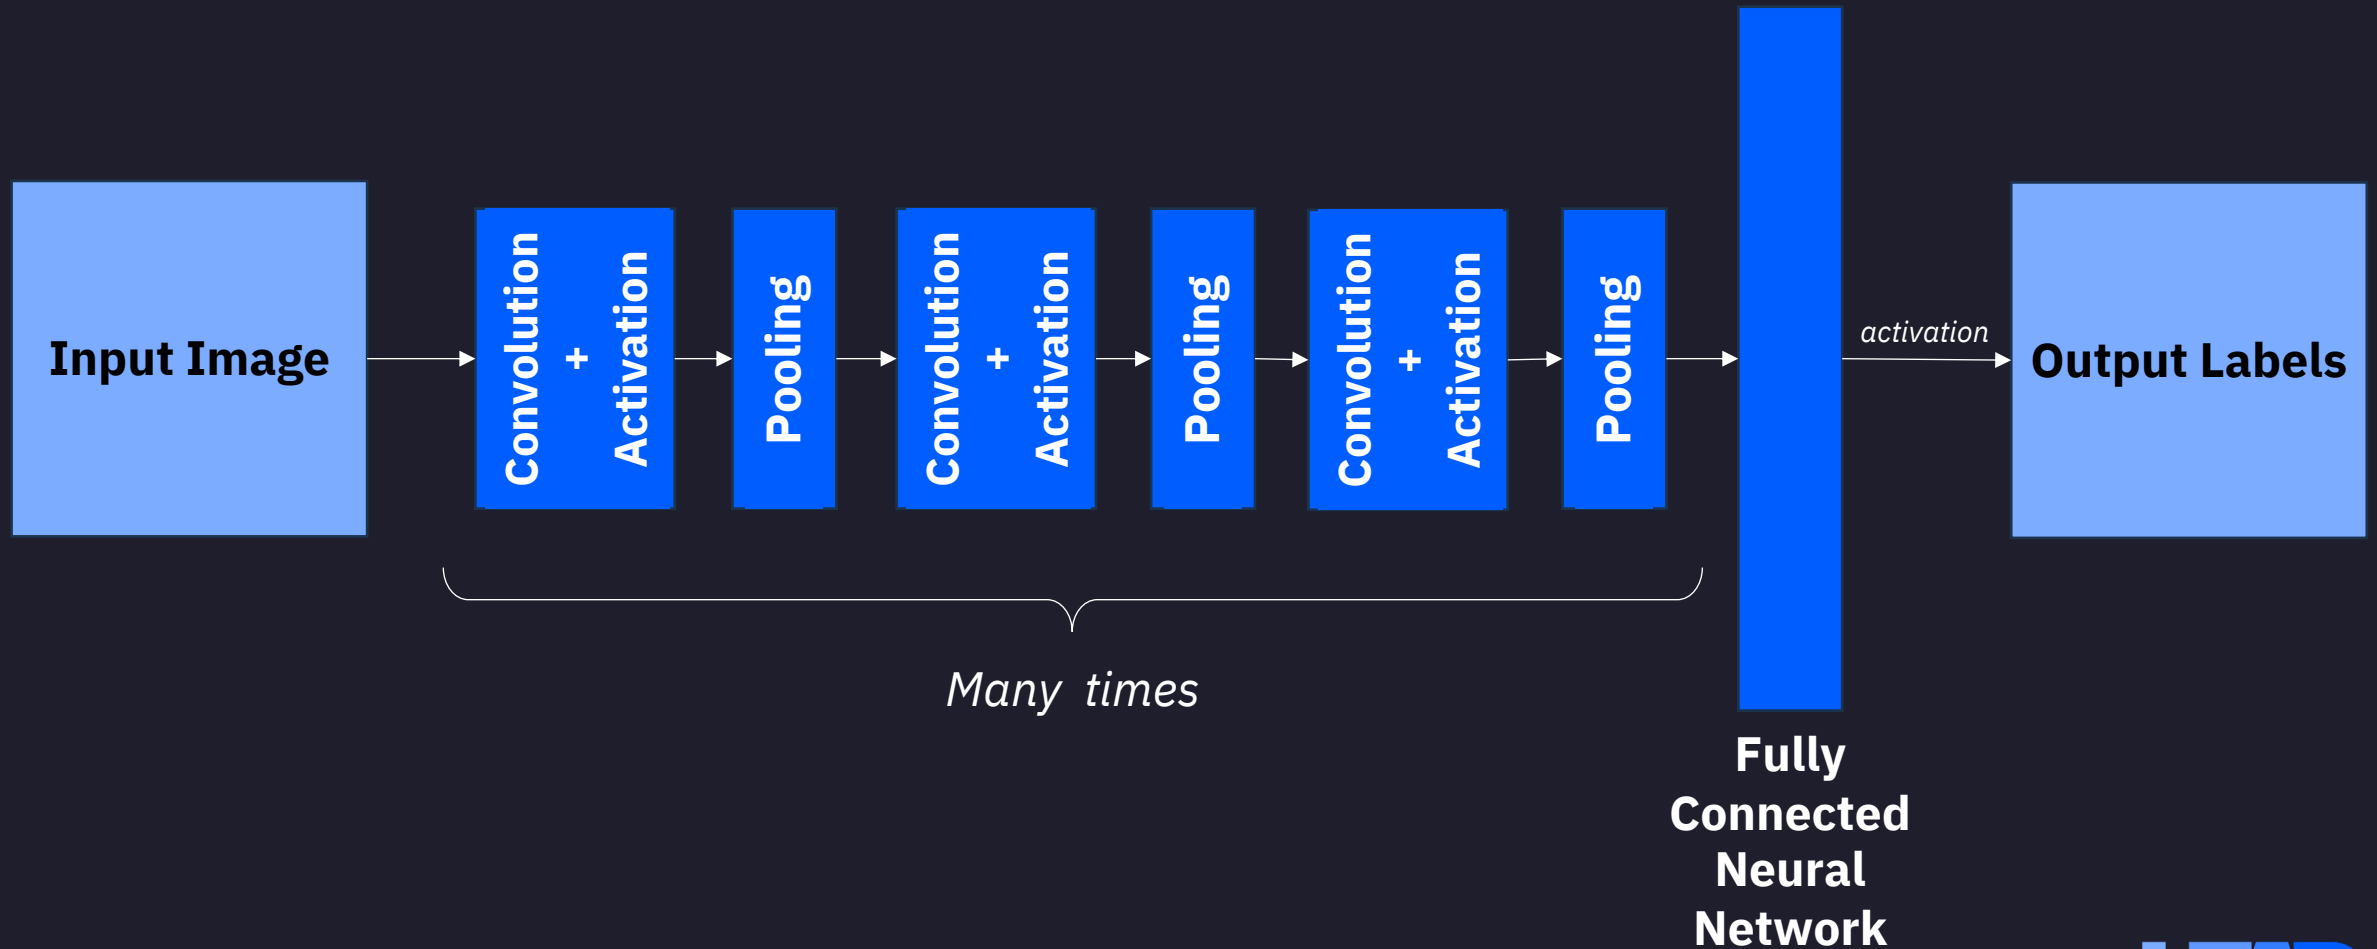 Input Image
Convolution
+
Activation
Pooling
Convolution
+
Activation
Pooling
Convolution
+
Activation
Pooling
activation
Output Labels
Many times
Fully
Connected
Neural
Network